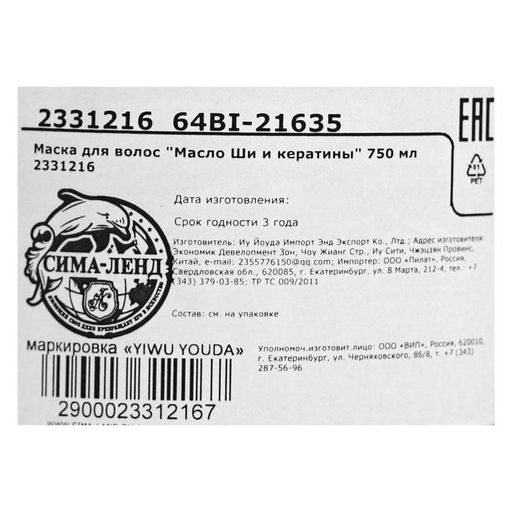 2331216 64BI-21635
EAC
Маска для волос "Масло Ши и кератины" 750 мл
2331216
81
PET
Дата изготовления:
Срок годности 3 года
Изготовитель: Иу Йоуда Импорт Энд Экспорт Ко., Лтд.; Адрес изготовителя:
Экономик Девелопмент Зон, Чоу Жианг Стр., Иу Сити, Чжэцзян Провинс,
Китай, e-mail: 2355776150@qq.com; Импортер: ООО «Пилат», Россия,
Свердловская обл., 620085, г. Екатеринбург, ул. 8 Марта, 212-4, тел.: +7
(343) 379-03-85; ТР ТС 009/2011
СИМА-ЛЕНД
Состав: см. на упаковке
маркировка «YIWU YOUDA»
Уполномоч.изготовит.лицо: ООО «ВИП», Россия, 620010,
г. Екатеринбург, ул. Черняховского, 86/8, т. +7 (343)
287-56-96
2900023312167